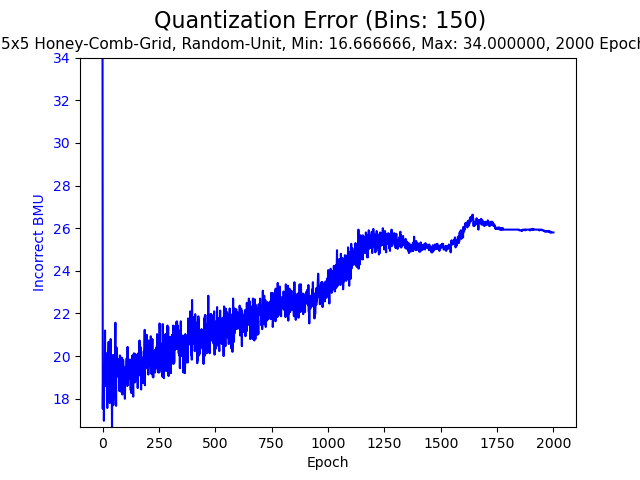 Quantization Error (Bins: 150)
5x5 Honey-Comb-Grid, Random-Unit, Min: 16.666666, Max: 34.000000, 2000 Epoch
34
32
30
28
26
24
22
20
18
Incorrect BMU
0 250 500 750 1000 1250 1500 1750 2000
Epoch